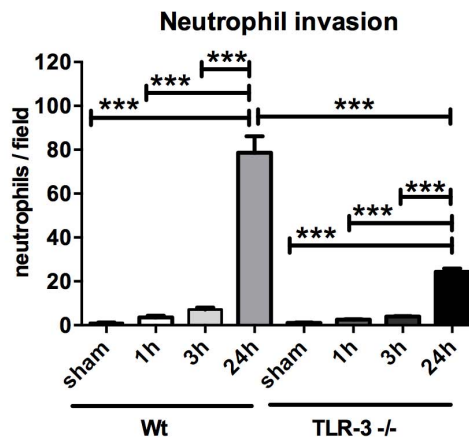 Neutrophil invasion
neutrophils / field
120
100
80
60
40
20
0
***
***
***
***
***
***
***
sham
1h
3h
24h
sham
1h
3h
24h
Wt
TLR-3 -/-